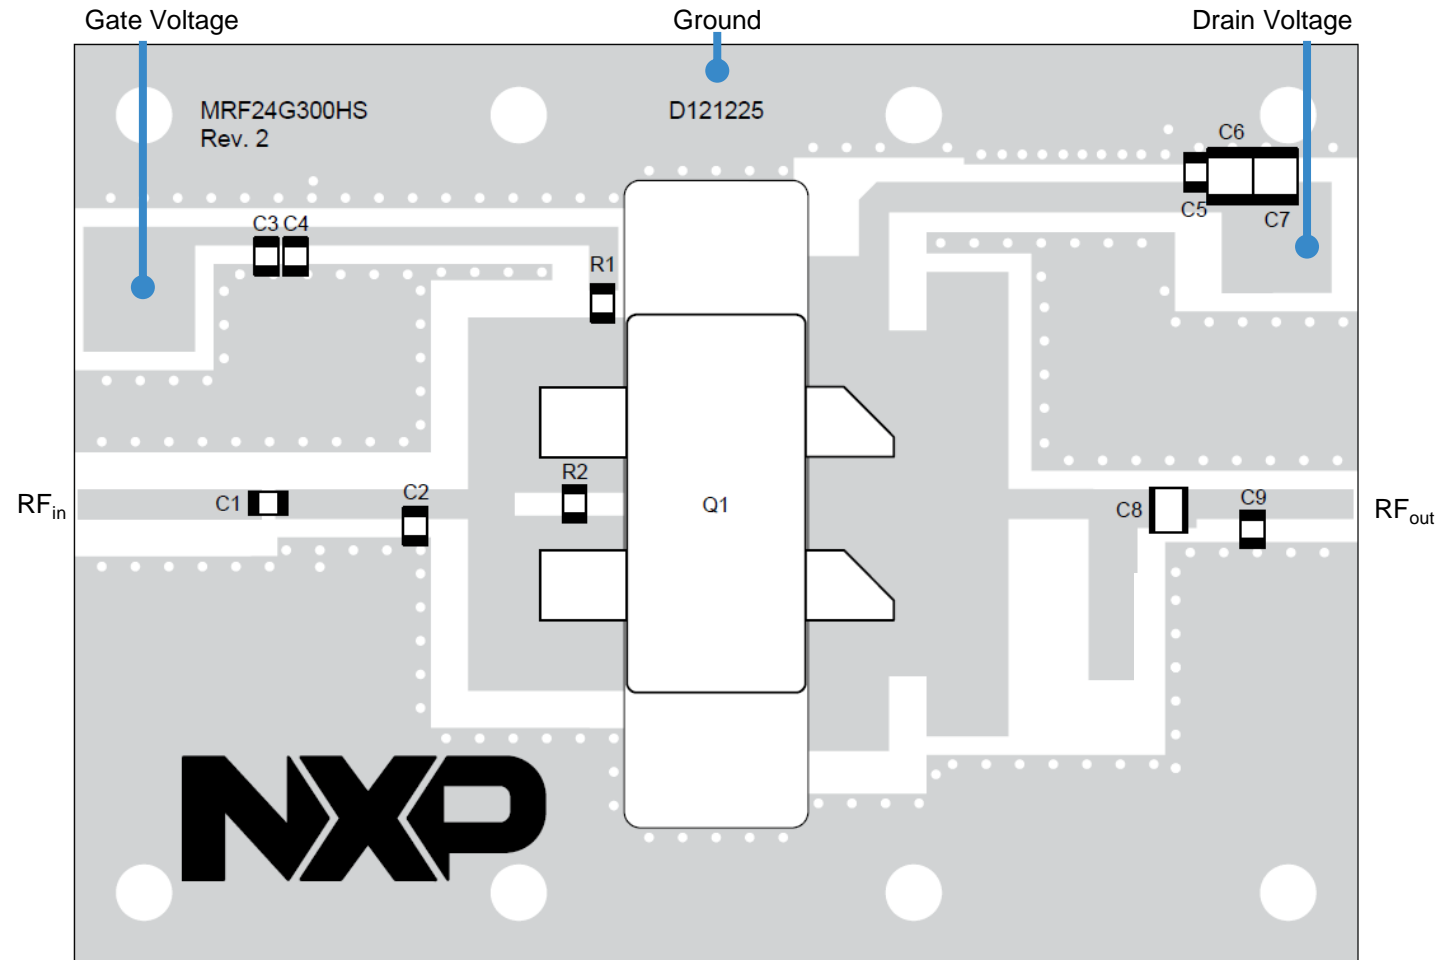 Gate Voltage
Ground
Drain Voltage
MRF24G300HS
Rev. 2
D121225
C6
C5
C7
C3 C4
R1
R2
C1
C2
Q1
C8
C9
RFin
RFout
NXP